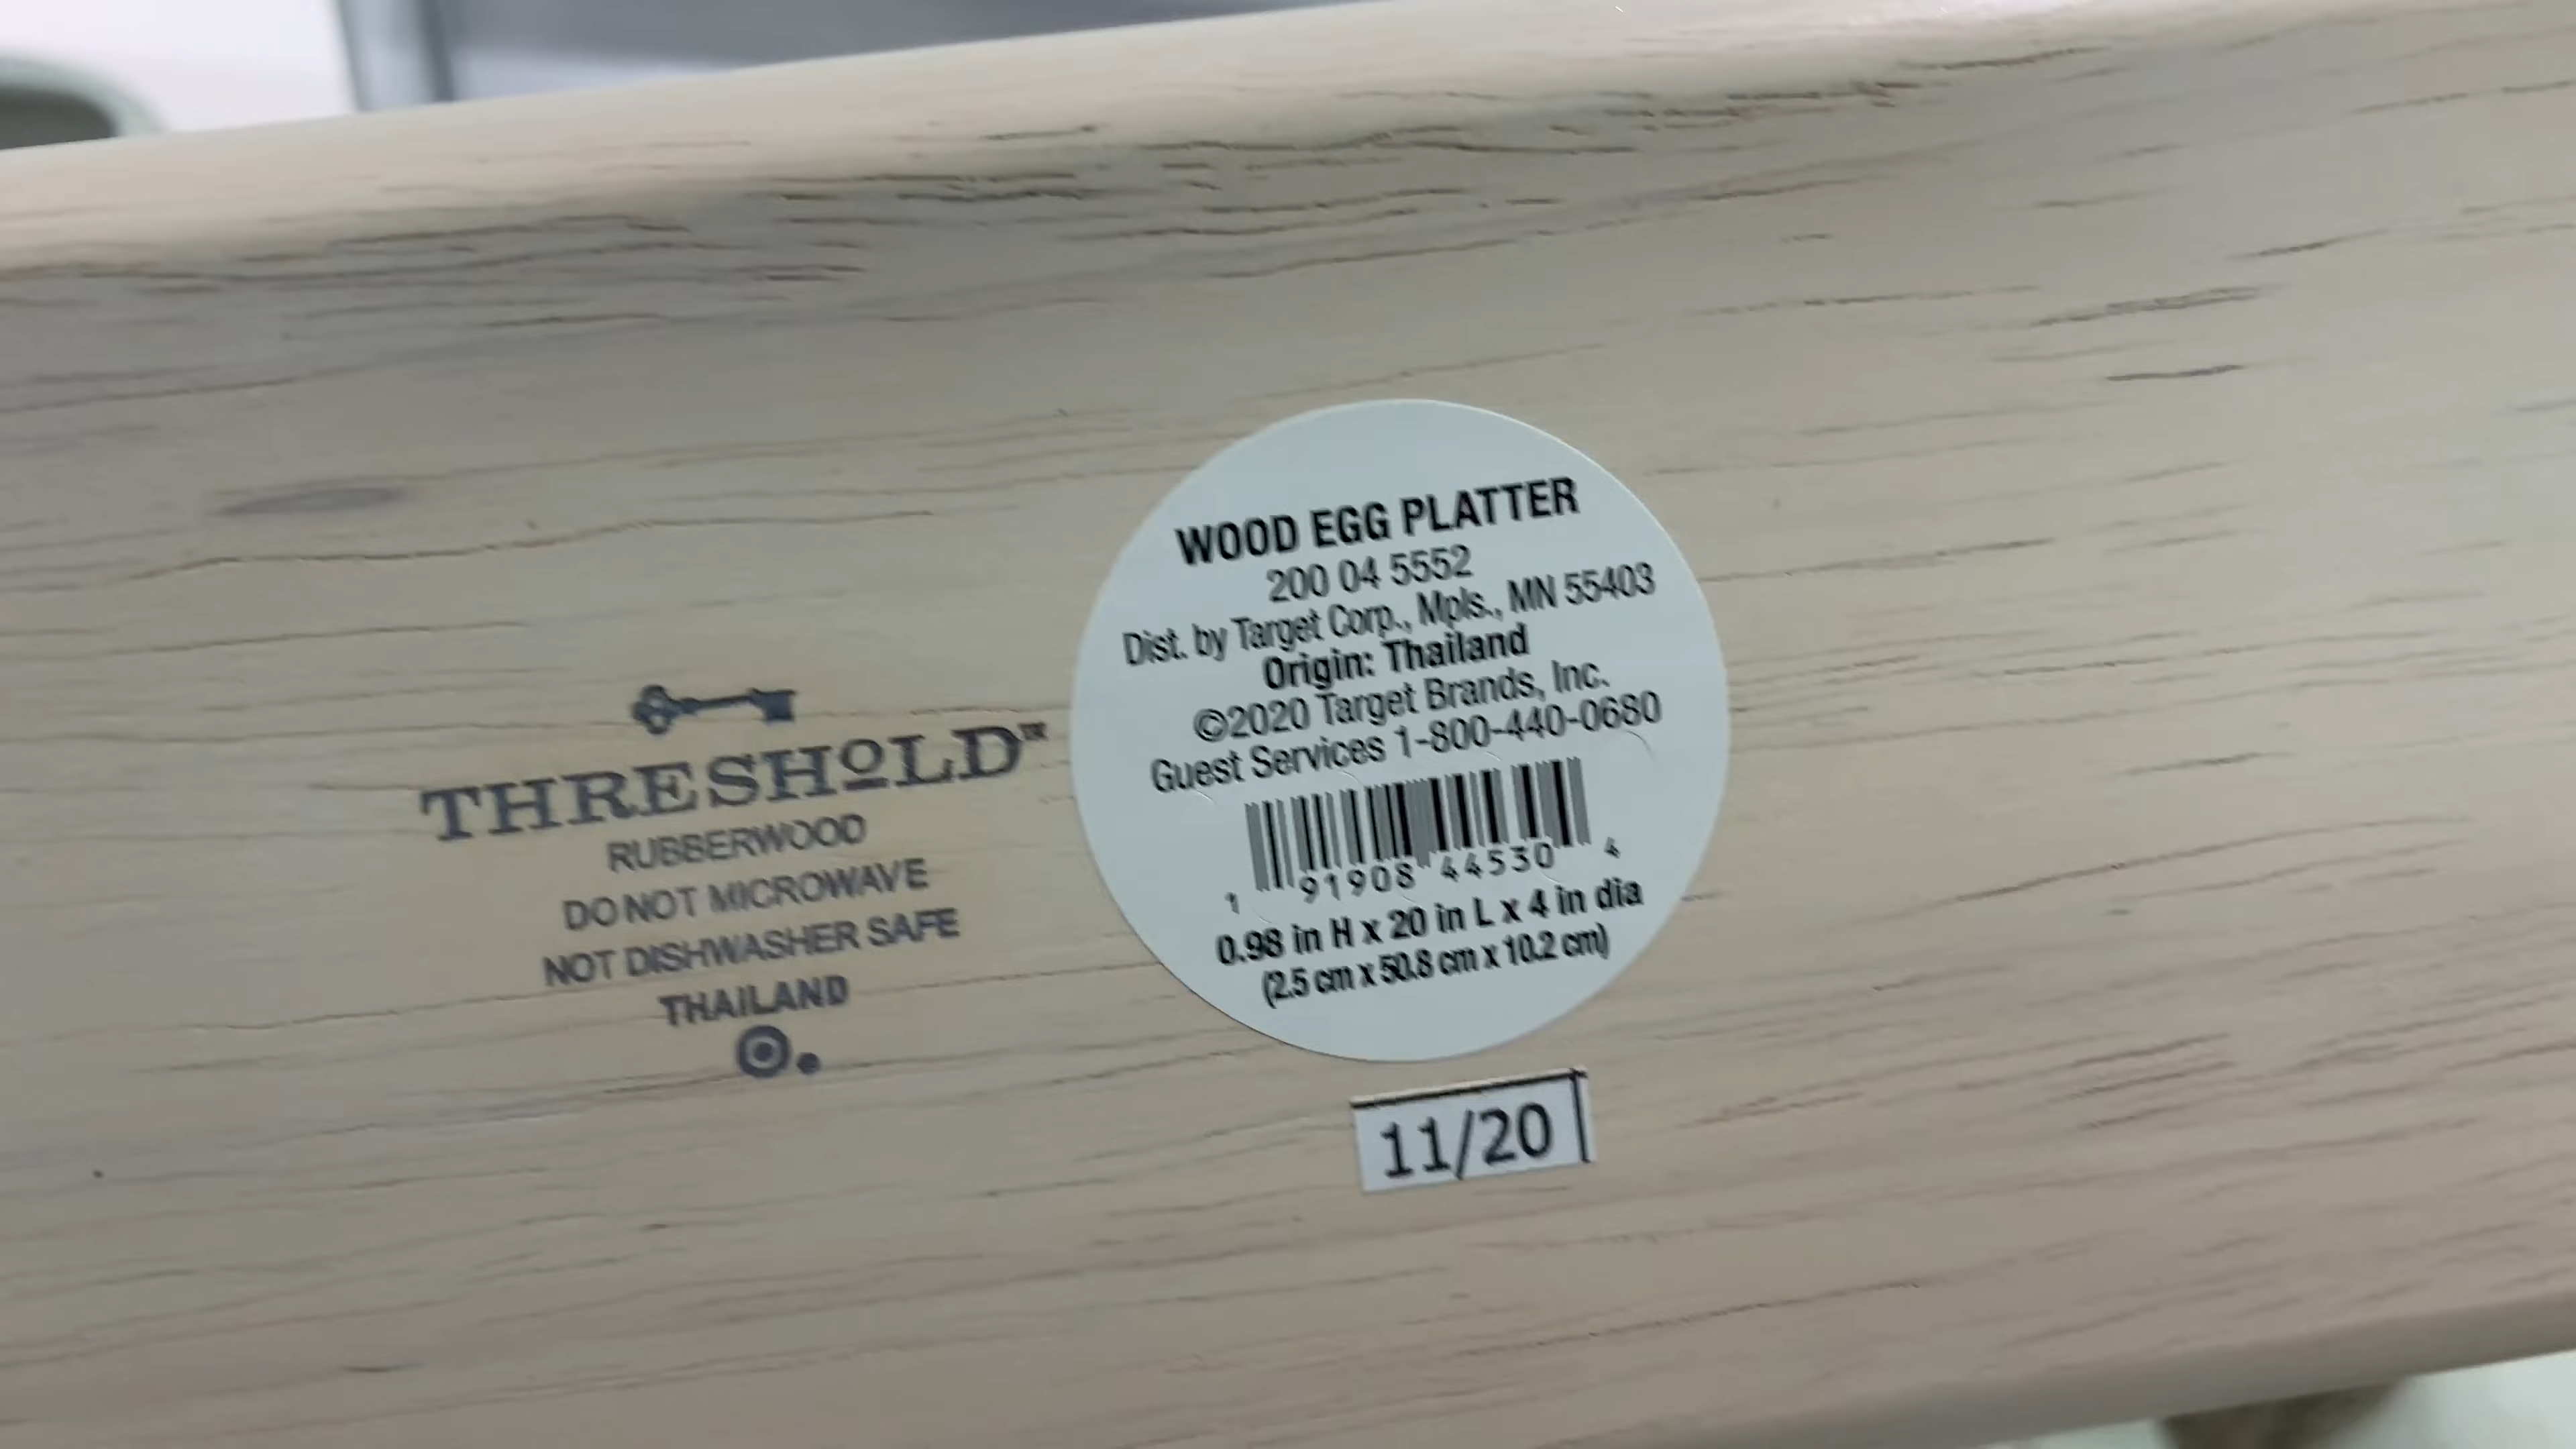 THRESHOLD™
RUBBERWOOD
DO NOT MICROWAVE
NOT DISHWASHER SAFE
THAILAND
WOOD EGG PLATTER
200 04 5552
Dist. by Target Corp., Mpls., MN 55403
Origin: Thailand
©2020 Target Brands, Inc.
Guest Services 1-800-440-0680
1 91908 44530 4
0.98 in H x 20 in L x 4 in dia
(2.5 cm x 50.8 cm x 10.2 cm)
11/20